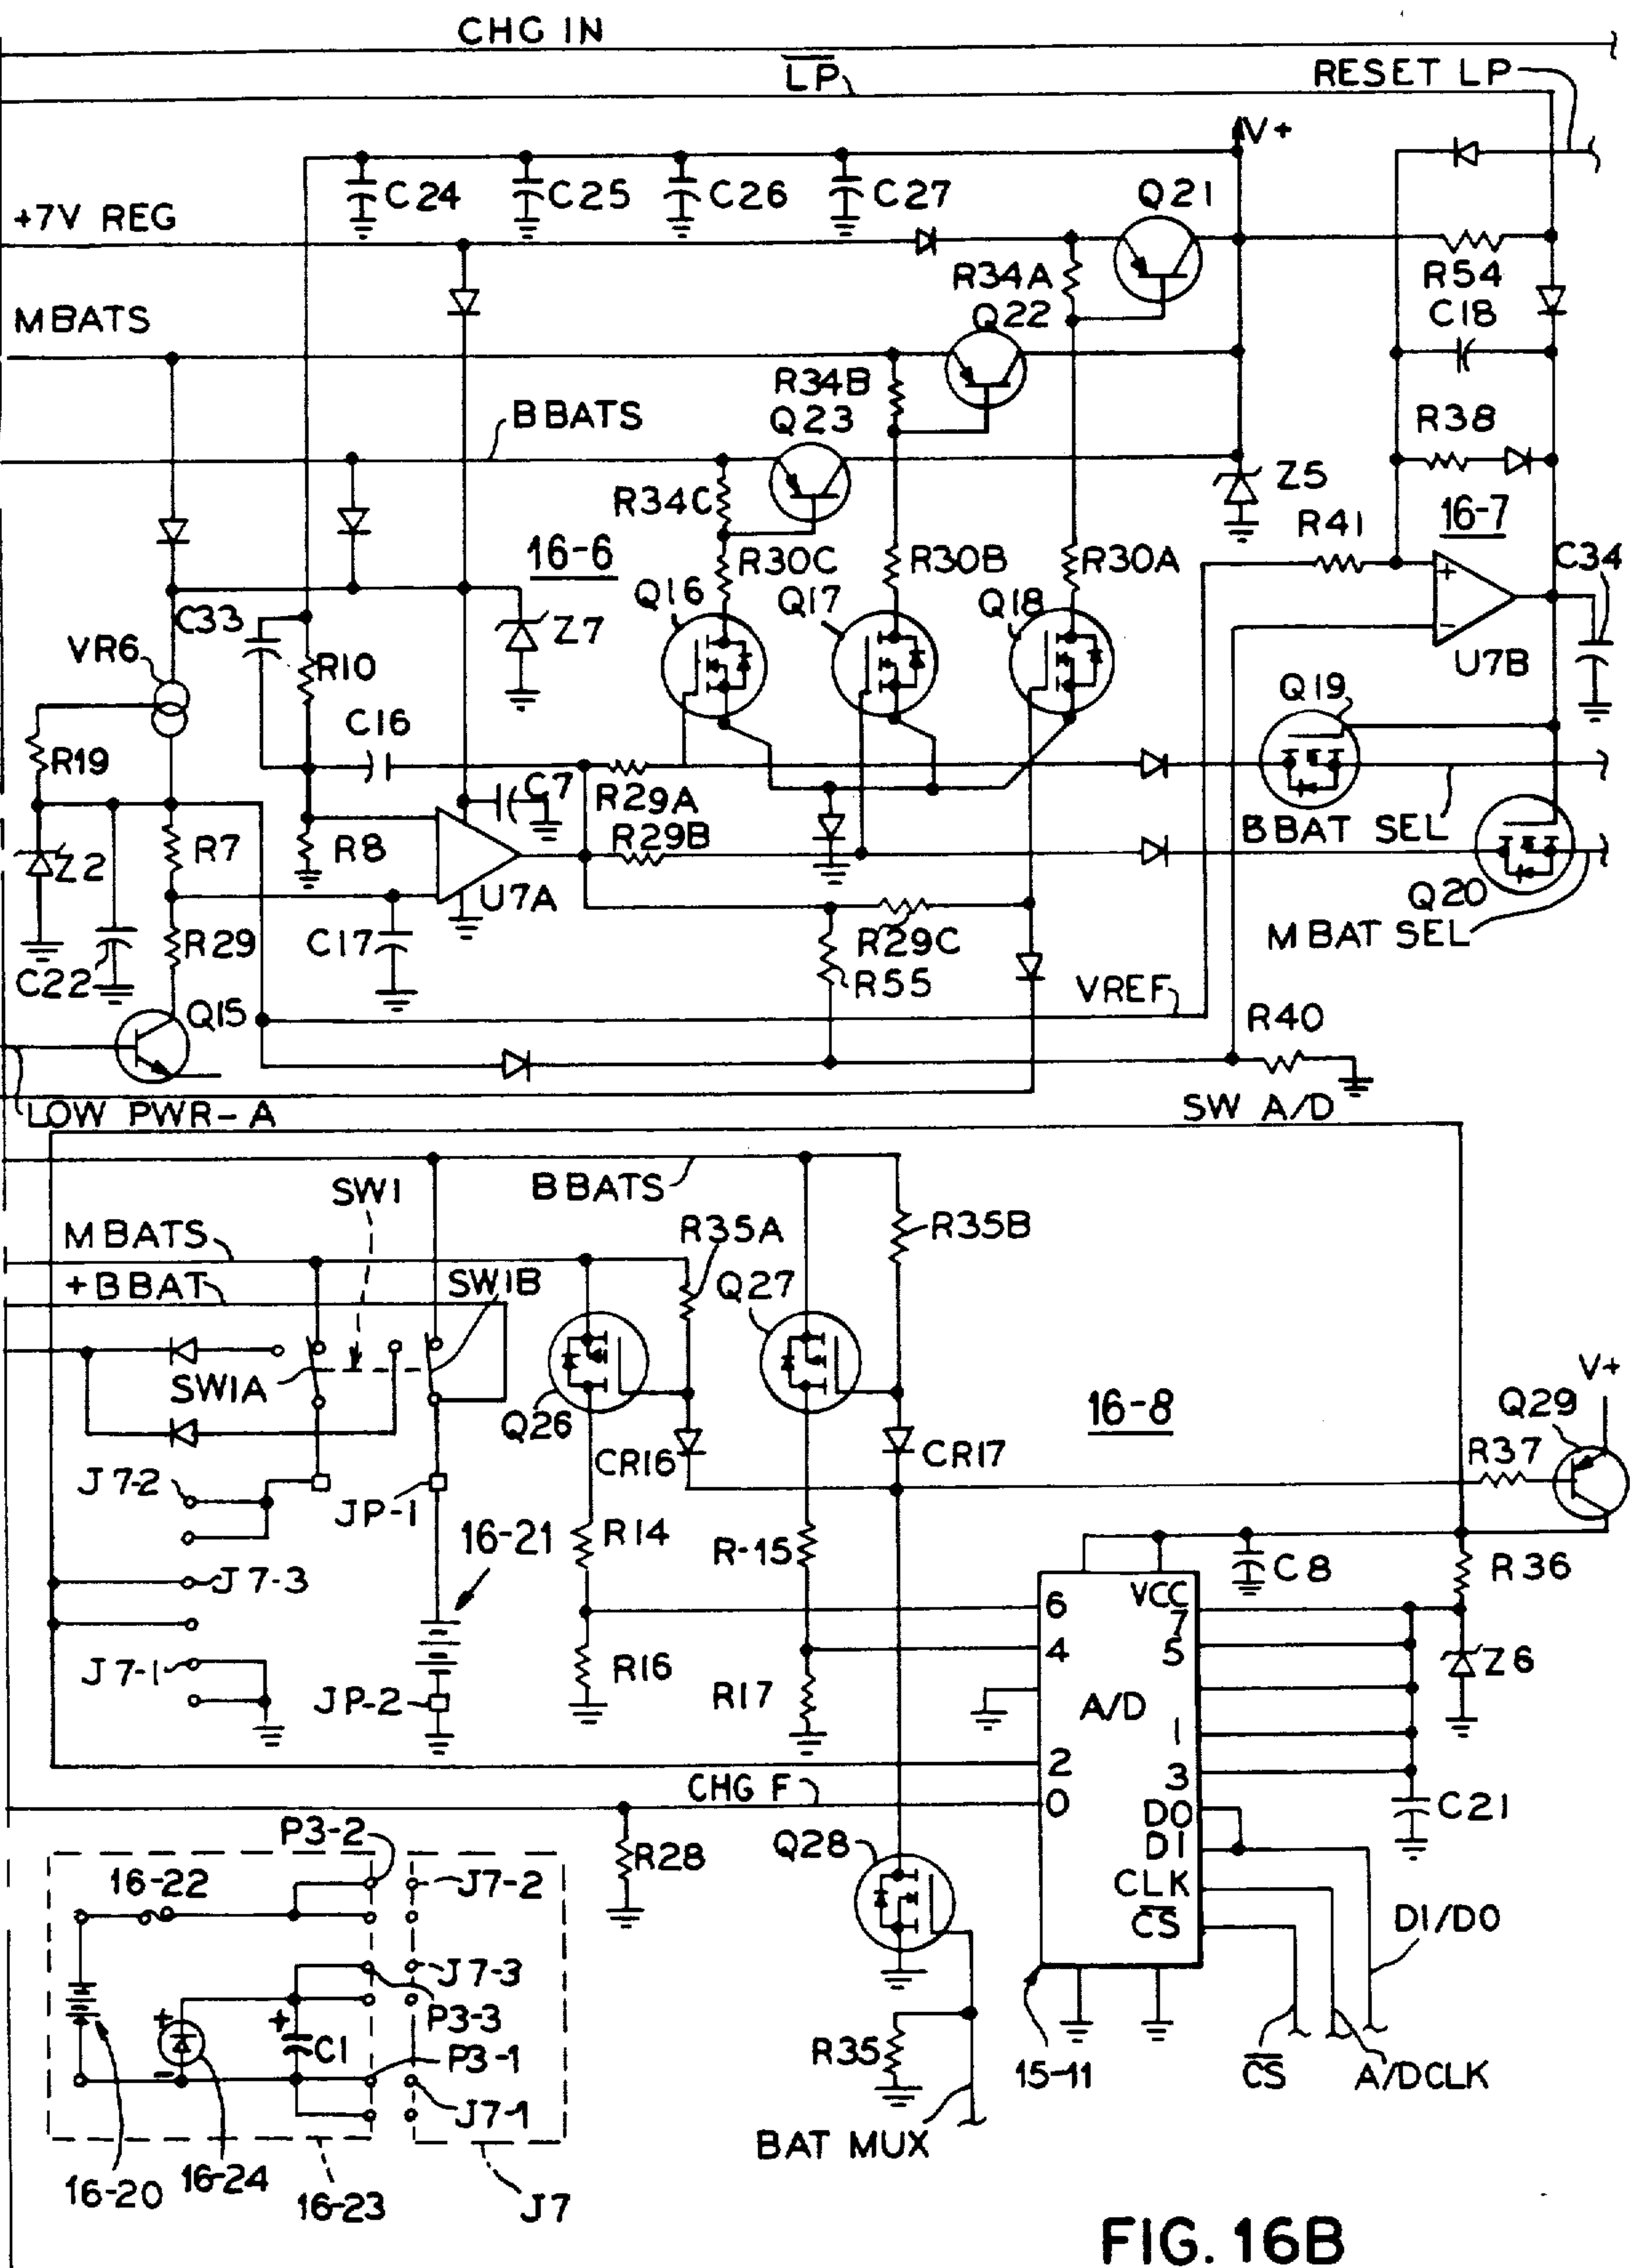 CHG IN
LP
RESET LP
V+
C24
C25
C26
C27
Q21
+7V REG
R34A
R54
Q22
C18
MBATS
R34B
Q23
BBATS
R38
R34C
Z5
16-7
R41
16-6
R30C
R30B
R30A
C34
Q16
Q17
Q18
C33
Z7
+
VR6
R10
-
U7B
Q19
C16
R19
C7
R29A
BBAT SEL
R7
R8
R29B
Z2
U7A
Q20
C17
R29
R29C
MBAT SEL
C22
R55
VREF
Q15
R40
LOW PWR-A
SW A/D
SW1
BBATS
R35A
R35B
MBATS
+BBAT
SW1B
Q27
V+
SW1A
16-8
Q29
Q26
CR16
CR17
R37
J7-2
JP-1
16-21
R14
R-15
C8
R36
J7-3
VCC
6
7
4
5
J7-1
R16
Z6
JP-2
R17
A/D
1
2
3
CHG F
0
C21
DO
P3-2
DI
Q28
R28
16-22
J7-2
CLK
CS
DI/DO
J7-3
P3-3
+
+
C1
R35
P3-1
-
15-11
CS
A/DCLK
J7-1
BAT MUX
16-20
16-24
16-23
J7
FIG. 16B